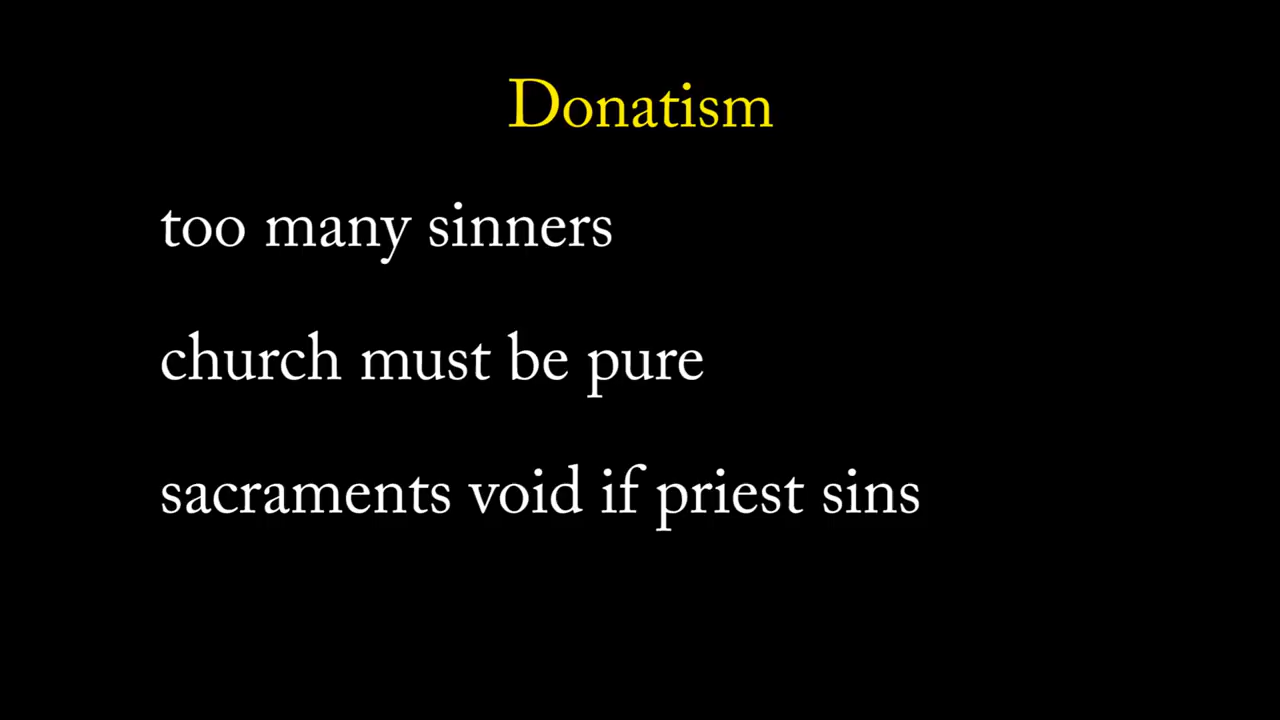 Donatism
too many sinners
church must be pure
sacraments void if priest sins